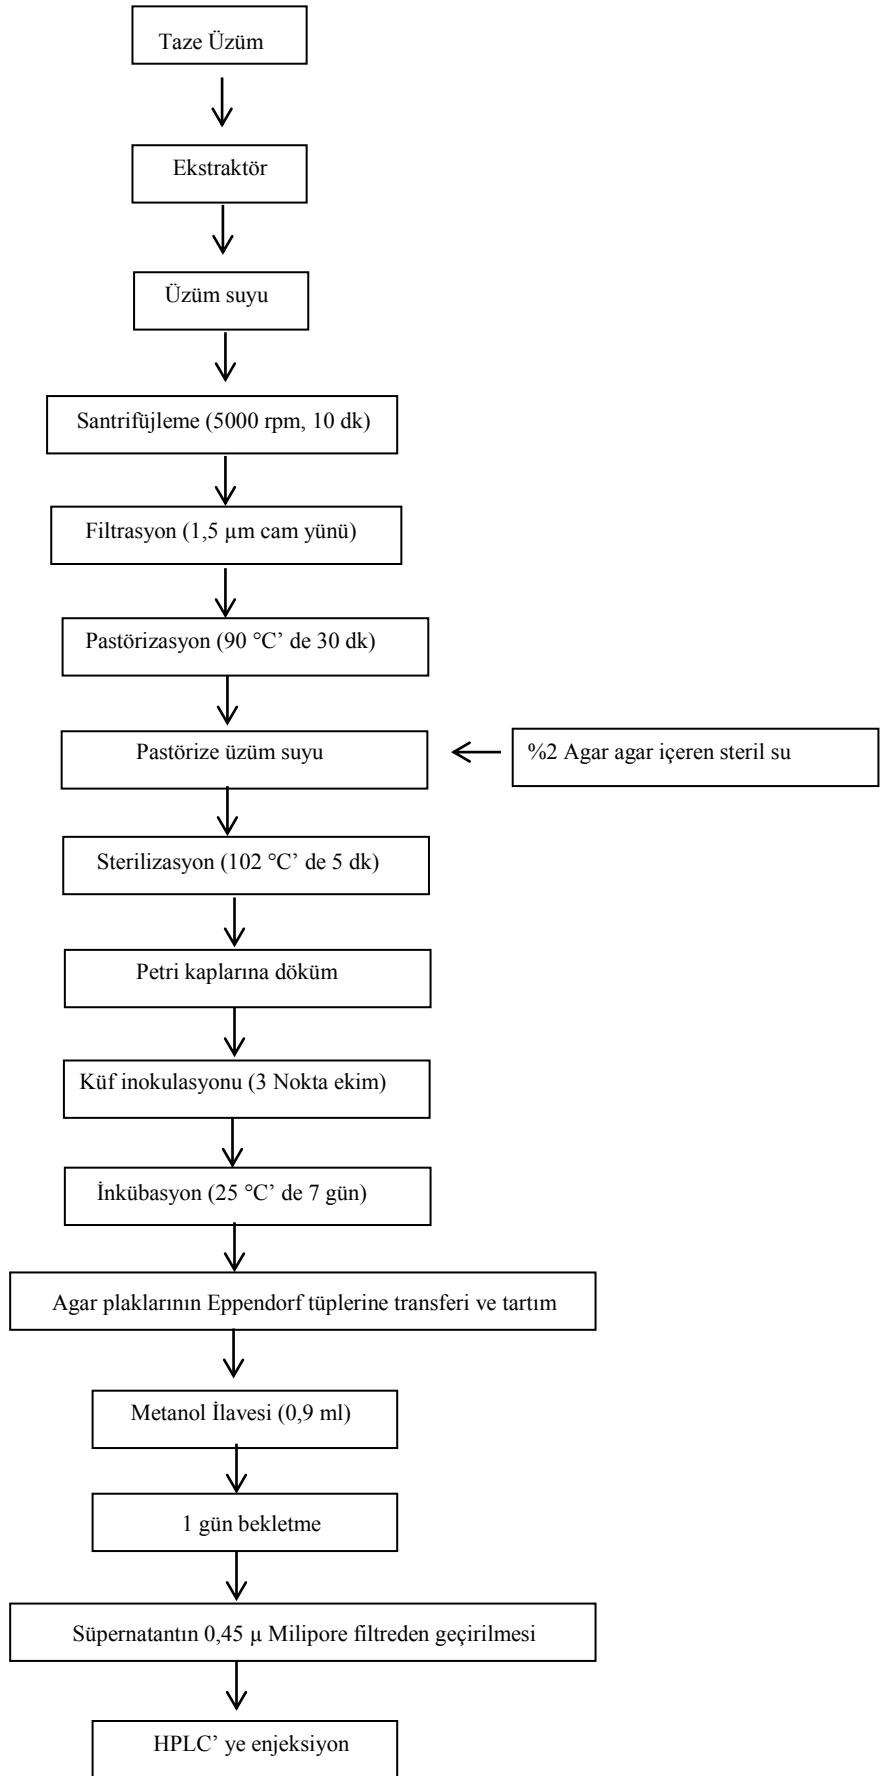 Taze Üzüm
Ekstraktör
Üzüm suyu
Santrifüjleme (5000 rpm, 10 dk)
Filtrasyon (1,5 µm cam yünü)
Pastörizasyon (90 °C’ de 30 dk)
Pastörize üzüm suyu
%2 Agar agar içeren steril su
Sterilizasyon (102 °C’ de 5 dk)
Petri kaplarına döküm
Küf inokulasyonu (3 Nokta ekim)
İnkübasyon (25 °C’ de 7 gün)
Agar plaklarının Eppendorf tüplerine transferi ve tartım
Metanol İlavesi (0,9 ml)
1 gün bekletme
Süpernatantın 0,45 µ Milipore filtreden geçirilmesi
HPLC’ ye enjeksiyon